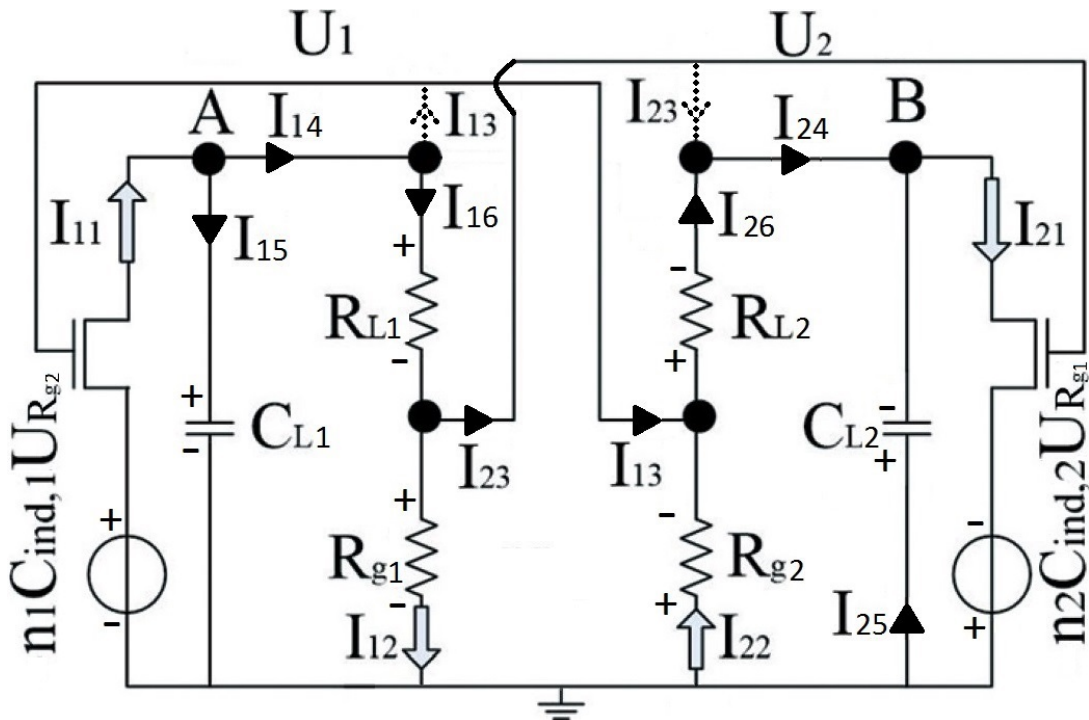 U1
U2
A
I14
I13
I23
I24
B
I11
I15
I16
I26
I21
+
-
RL1
RL2
-
+
+
-
CL1
CL2
-
+
I23
I13
n1Cind,1URg2
n2Cind,2URg1
+
-
+
-
Rg1
Rg2
-
+
-
+
I12
I22
I25